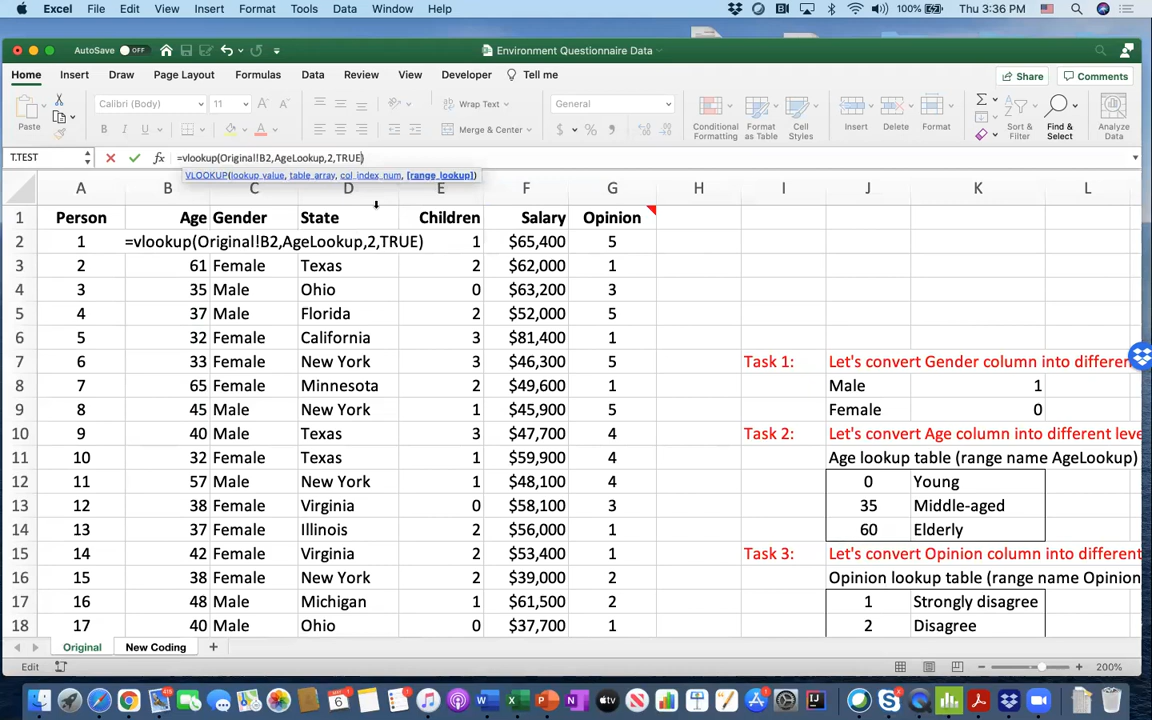 Excel File Edit View Insert Format Tools Data Window Help 100% Thu 3:36 PM
AutoSave OFF Environment Questionnaire Data
Home Insert Draw Page Layout Formulas Data Review View Developer Tell me Share Comments
Paste Calibri (Body) 11 Wrap Text General Conditional Formatting Format as Table Cell Styles Insert Delete Format Sort & Filter Find & Select Analyze Data
Merge & Center
T.TEST fx =vlookup(Original!B2,AgeLookup,2,TRUE)
VLOOKUP(lookup_value, table_array, col_index_num, [range_lookup])
A B C D E F G H I J K L
1 Person Age Gender State Children Salary Opinion
2 1 =vlookup(Original!B2,AgeLookup,2,TRUE) 1 $65,400 5
3 2 61 Female Texas 2 $62,000 1
4 3 35 Male Ohio 0 $63,200 3
5 4 37 Male Florida 2 $52,000 5
6 5 32 Female California 3 $81,400 1
7 6 33 Female New York 3 $46,300 5 Task 1: Let's convert Gender column into different
8 7 65 Female Minnesota 2 $49,600 1 Male 1
9 8 45 Male New York 1 $45,900 5 Female 0
10 9 40 Male Texas 3 $47,700 4 Task 2: Let's convert Age column into different leve
11 10 32 Female Texas 1 $59,900 4 Age lookup table (range name AgeLookup)
12 11 57 Male New York 1 $48,100 4 0 Young
13 12 38 Female Virginia 0 $58,100 3 35 Middle-aged
14 13 37 Female Illinois 2 $56,000 1 60 Elderly
15 14 42 Female Virginia 2 $53,400 1 Task 3: Let's convert Opinion column into different
16 15 38 Female New York 2 $39,000 2 Opinion lookup table (range name Opinion
17 16 48 Male Michigan 1 $61,500 2 1 Strongly disagree
18 17 40 Male Ohio 0 $37,700 1 2 Disagree
Original New Coding
Edit 200%